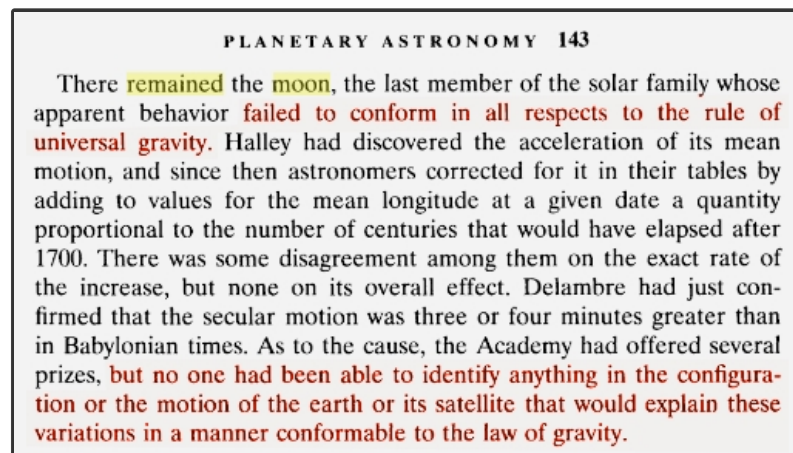 PLANETARY ASTRONOMY 143
There remained the moon, the last member of the solar family whose
apparent behavior failed to conform in all respects to the rule of
universal gravity. Halley had discovered the acceleration of its mean
motion, and since then astronomers corrected for it in their tables by
adding to values for the mean longitude at a given date a quantity
proportional to the number of centuries that would have elapsed after
1700. There was some disagreement among them on the exact rate of
the increase, but none on its overall effect. Delambre had just con-
firmed that the secular motion was three or four minutes greater than
in Babylonian times. As to the cause, the Academy had offered several
prizes, but no one had been able to identify anything in the configura-
tion or the motion of the earth or its satellite that would explain these
variations in a manner conformable to the law of gravity.